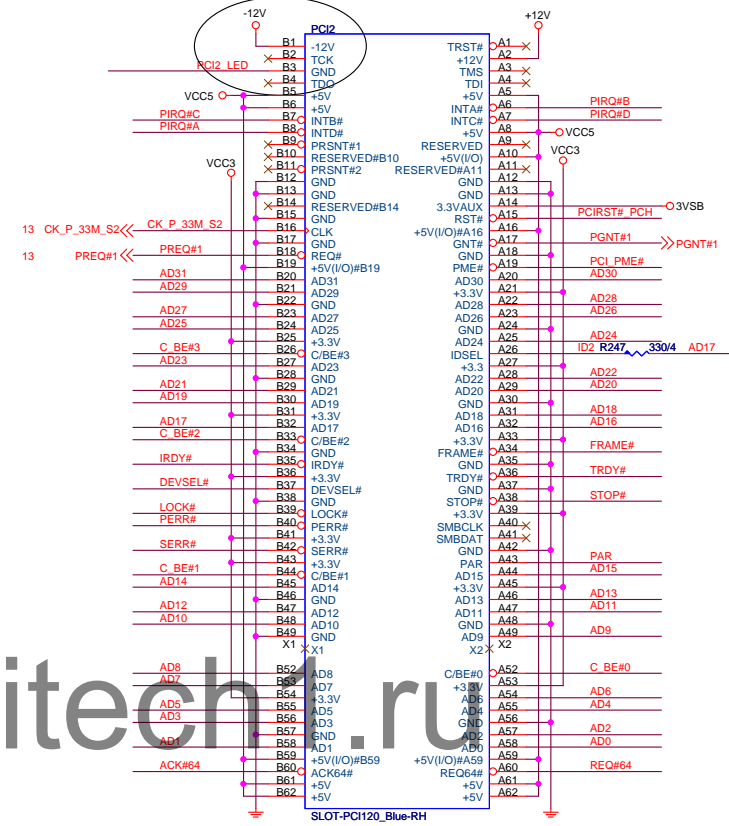 -12V +12V
PCI2
B1 -12V TRST# A1
B2 TCK +12V A2
PCI2_LED B3 GND TMS A3
B4 TDO TDI A4
VCC5 B5 +5V +5V A5
B6 +5V INTA# A6 PIRQ#B
PIRQ#C B7 INTB# INTC# A7 PIRQ#D
PIRQ#A B8 INTD# +5V A8 VCC5
B9 PRSNT#1 RESERVED A9
VCC3 B10 RESERVED#B10 +5V(I/O) A10 VCC3
B11 PRSNT#2 RESERVED#A11 A11
B12 GND GND A12
B13 GND GND A13
B14 RESERVED#B14 3.3VAUX A14 3VSB
B15 GND RST# A15 PCIRST#_PCH
13 CK_P_33M_S2 CK_P_33M_S2 B16 CLK +5V(I/O)#A16 A16
B17 GND GNT# A17 PGNT#1 PGNT#1
13 PREQ#1 PREQ#1 B18 REQ# GND A18
B19 +5V(I/O)#B19 PME# A19 PCI_PME#
AD31 B20 AD31 AD30 A20 AD30
AD29 B21 AD29 +3.3V A21
B22 GND AD28 A22 AD28
AD27 B23 AD27 AD26 A23 AD26
AD25 B24 AD25 GND A24
B25 +3.3V AD24 A25 AD24
C_BE#3 B26 C/BE#3 IDSEL A26 ID2 R247 330/4 AD17
AD23 B27 AD23 +3.3 A27
B28 GND AD22 A28 AD22
AD21 B29 AD21 AD20 A29 AD20
AD19 B30 AD19 GND A30
B31 +3.3V AD18 A31 AD18
AD17 B32 AD17 AD16 A32 AD16
C_BE#2 B33 C/BE#2 +3.3V A33
B34 GND FRAME# A34 FRAME#
IRDY# B35 IRDY# GND A35
B36 +3.3V TRDY# A36 TRDY#
DEVSEL# B37 DEVSEL# GND A37
B38 GND STOP# A38 STOP#
LOCK# B39 LOCK# +3.3V A39
PERR# B40 PERR# SMBCLK A40
B41 +3.3V SMBDAT A41
SERR# B42 SERR# GND A42
B43 +3.3V PAR A43 PAR
C_BE#1 B44 C/BE#1 AD15 A44 AD15
AD14 B45 AD14 +3.3V A45
B46 GND AD13 A46 AD13
AD12 B47 AD12 AD11 A47 AD11
AD10 B48 AD10 GND A48
B49 GND AD9 A49 AD9
X1 X1 X2 X2
AD8 B52 AD8 C/BE#0 A52 C_BE#0
AD7 B53 AD7 +3.3V A53
B54 +3.3V AD6 A54 AD6
AD5 B55 AD5 AD4 A55 AD4
AD3 B56 AD3 GND A56
B57 GND AD2 A57 AD2
AD1 B58 AD1 AD0 A58 AD0
B59 +5V(I/O)#B59 +5V(I/O)#A59 A59
ACK#64 B60 ACK64# REQ64# A60 REQ#64
B61 +5V +5V A61
B62 +5V +5V A62
SLOT-PCI120_Blue-RH
itech1.ru